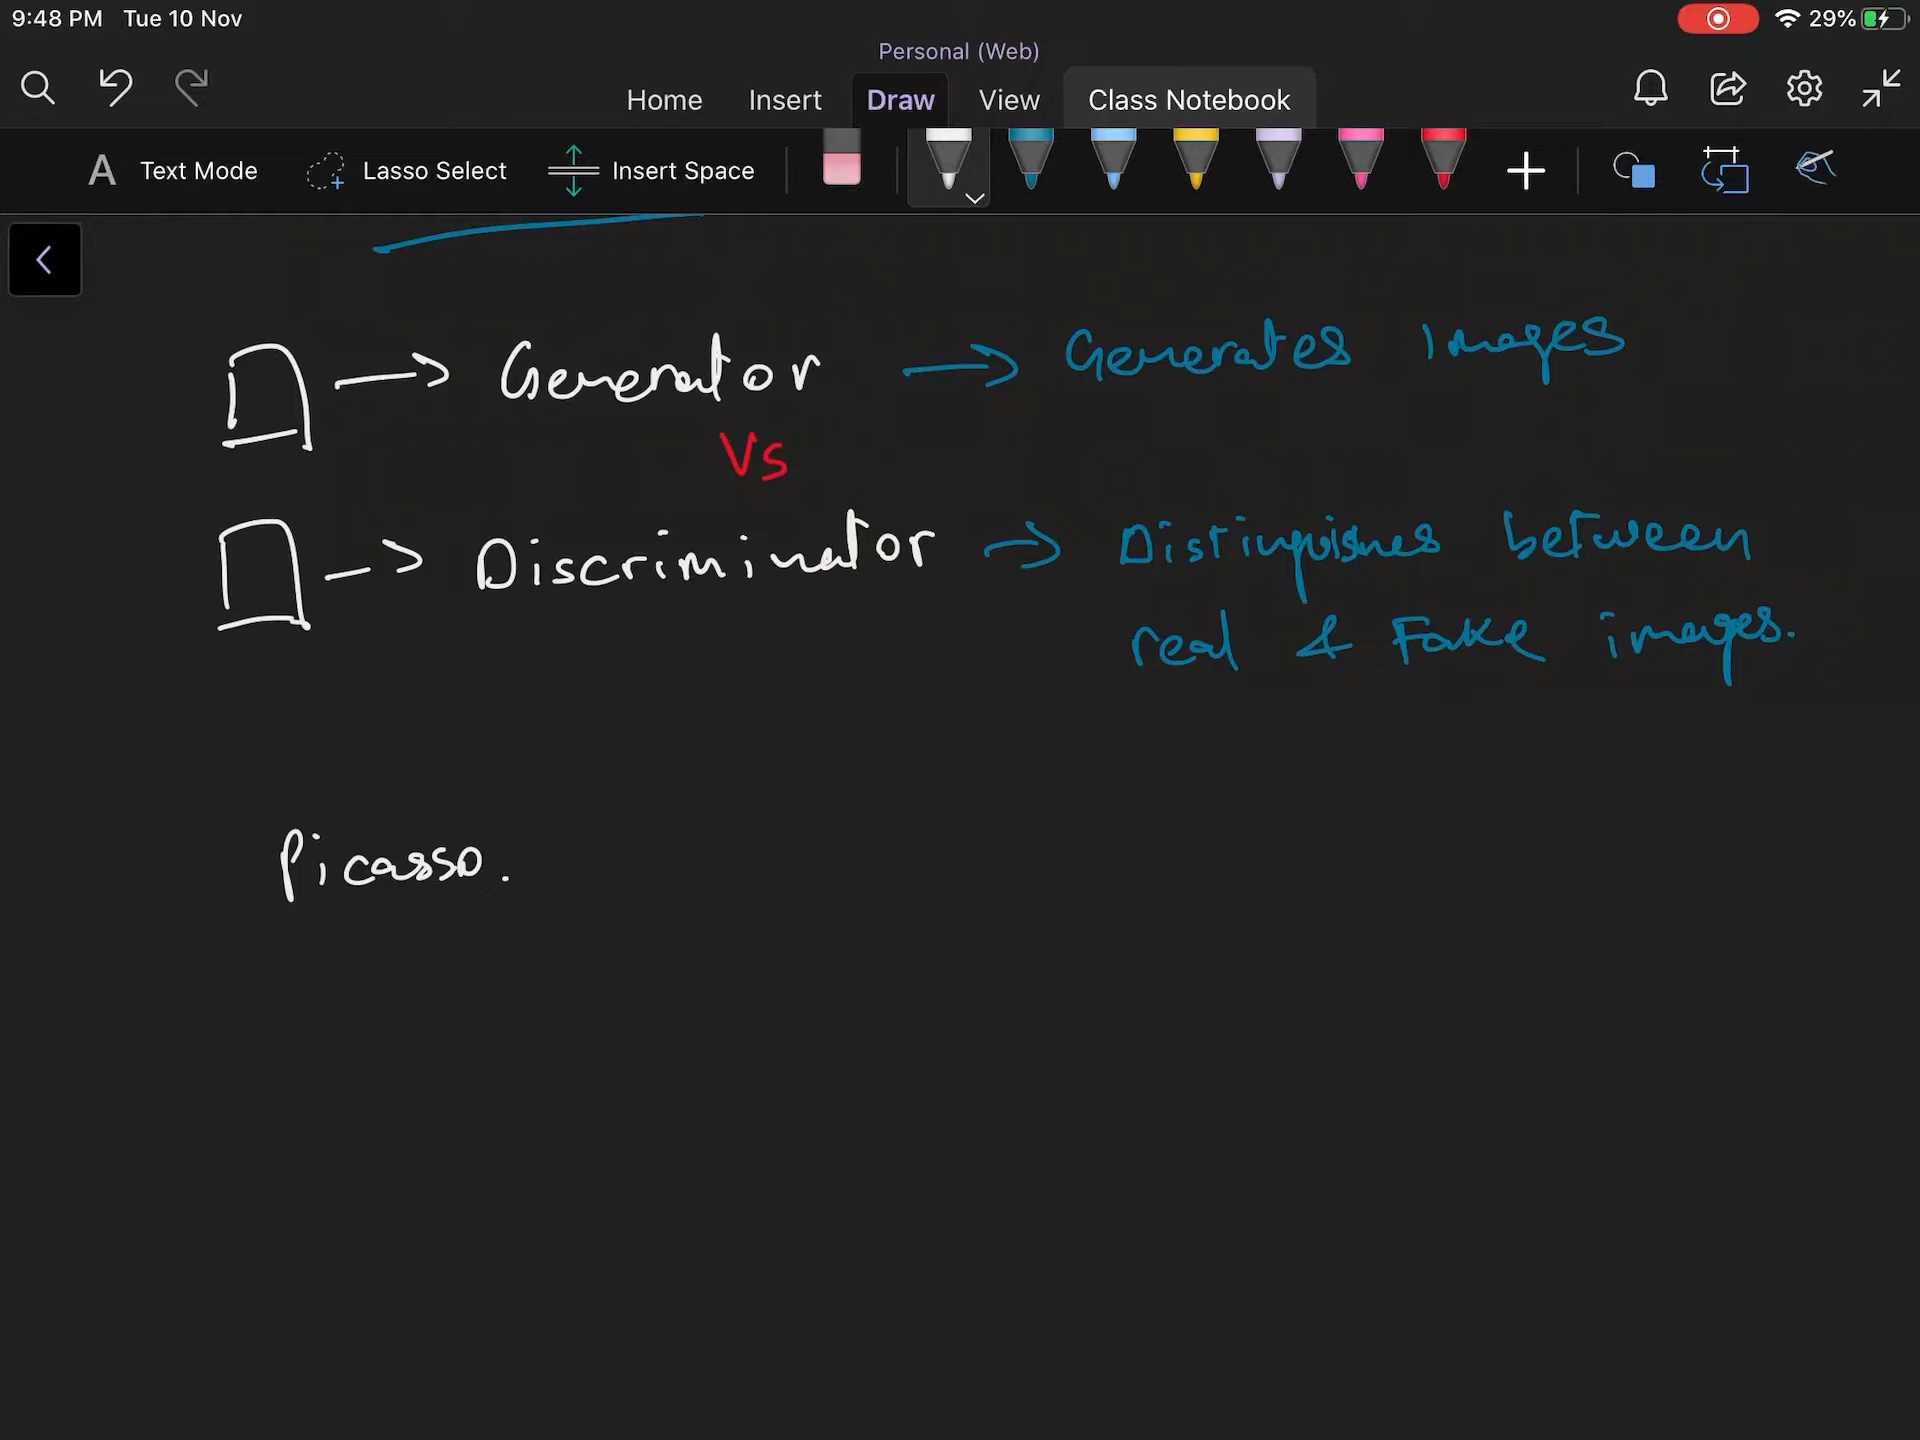 9:48 PM Tue 10 Nov 29%
Personal (Web)
Home Insert Draw View Class Notebook
A Text Mode Lasso Select Insert Space
Generator → Generates Images
Vs
Discriminator → Distinguishes between
real & Fake images.
Picasso.